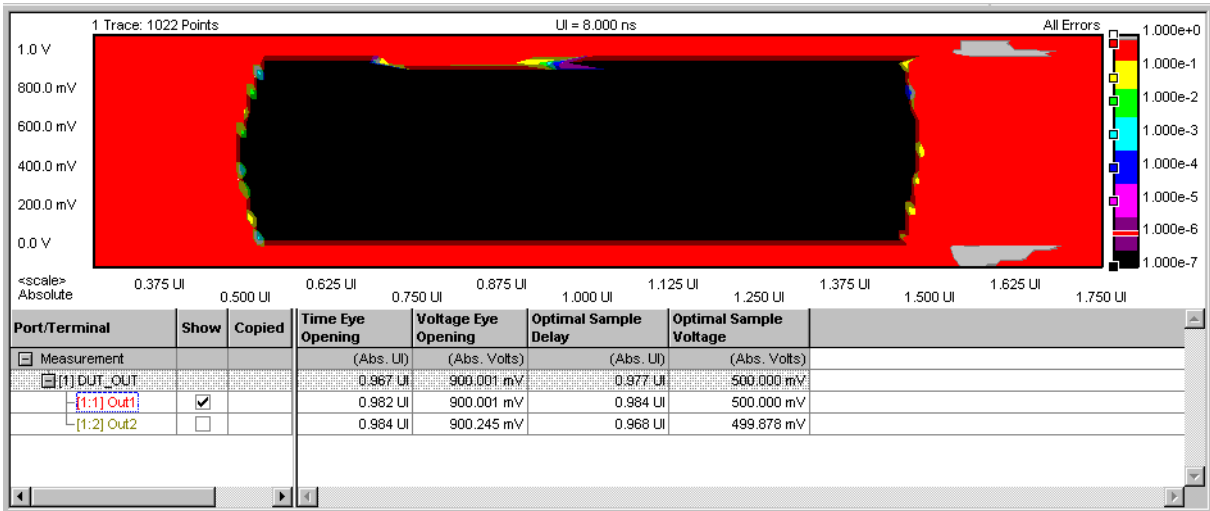 1 Trace: 1022 Points UI = 8.000 ns All Errors
1.000e+0
1.0 V
1.000e-1
800.0 mV
1.000e-2
600.0 mV
1.000e-3
400.0 mV
1.000e-4
200.0 mV
1.000e-5
0.0 V
1.000e-6
1.000e-7
<scale> 0.375 UI 0.625 UI 0.875 UI 1.125 UI 1.375 UI 1.625 UI
Absolute 0.500 UI 0.750 UI 1.000 UI 1.250 UI 1.500 UI 1.750 UI
Port/Terminal Show Copied Time Eye Opening Voltage Eye Opening Optimal Sample Delay Optimal Sample Voltage
Measurement (Abs. UI) (Abs. Volts) (Abs. UI) (Abs. Volts)
[1] DUT_OUT 0.967 UI 900.001 mV 0.977 UI 500.000 mV
[1:1] Out1 0.982 UI 900.001 mV 0.984 UI 500.000 mV
[1:2] Out2 0.984 UI 900.245 mV 0.968 UI 499.878 mV